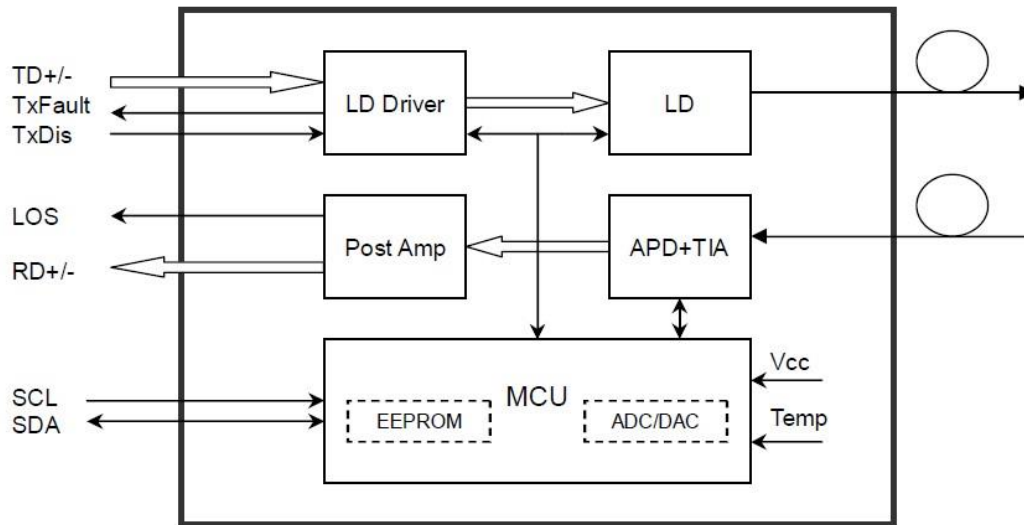 TD+/-
TxFault
TxDis
LD Driver
LD
LOS
RD+/-
Post Amp
APD+TIA
SCL
SDA
MCU
EEPROM
ADC/DAC
Vcc
Temp